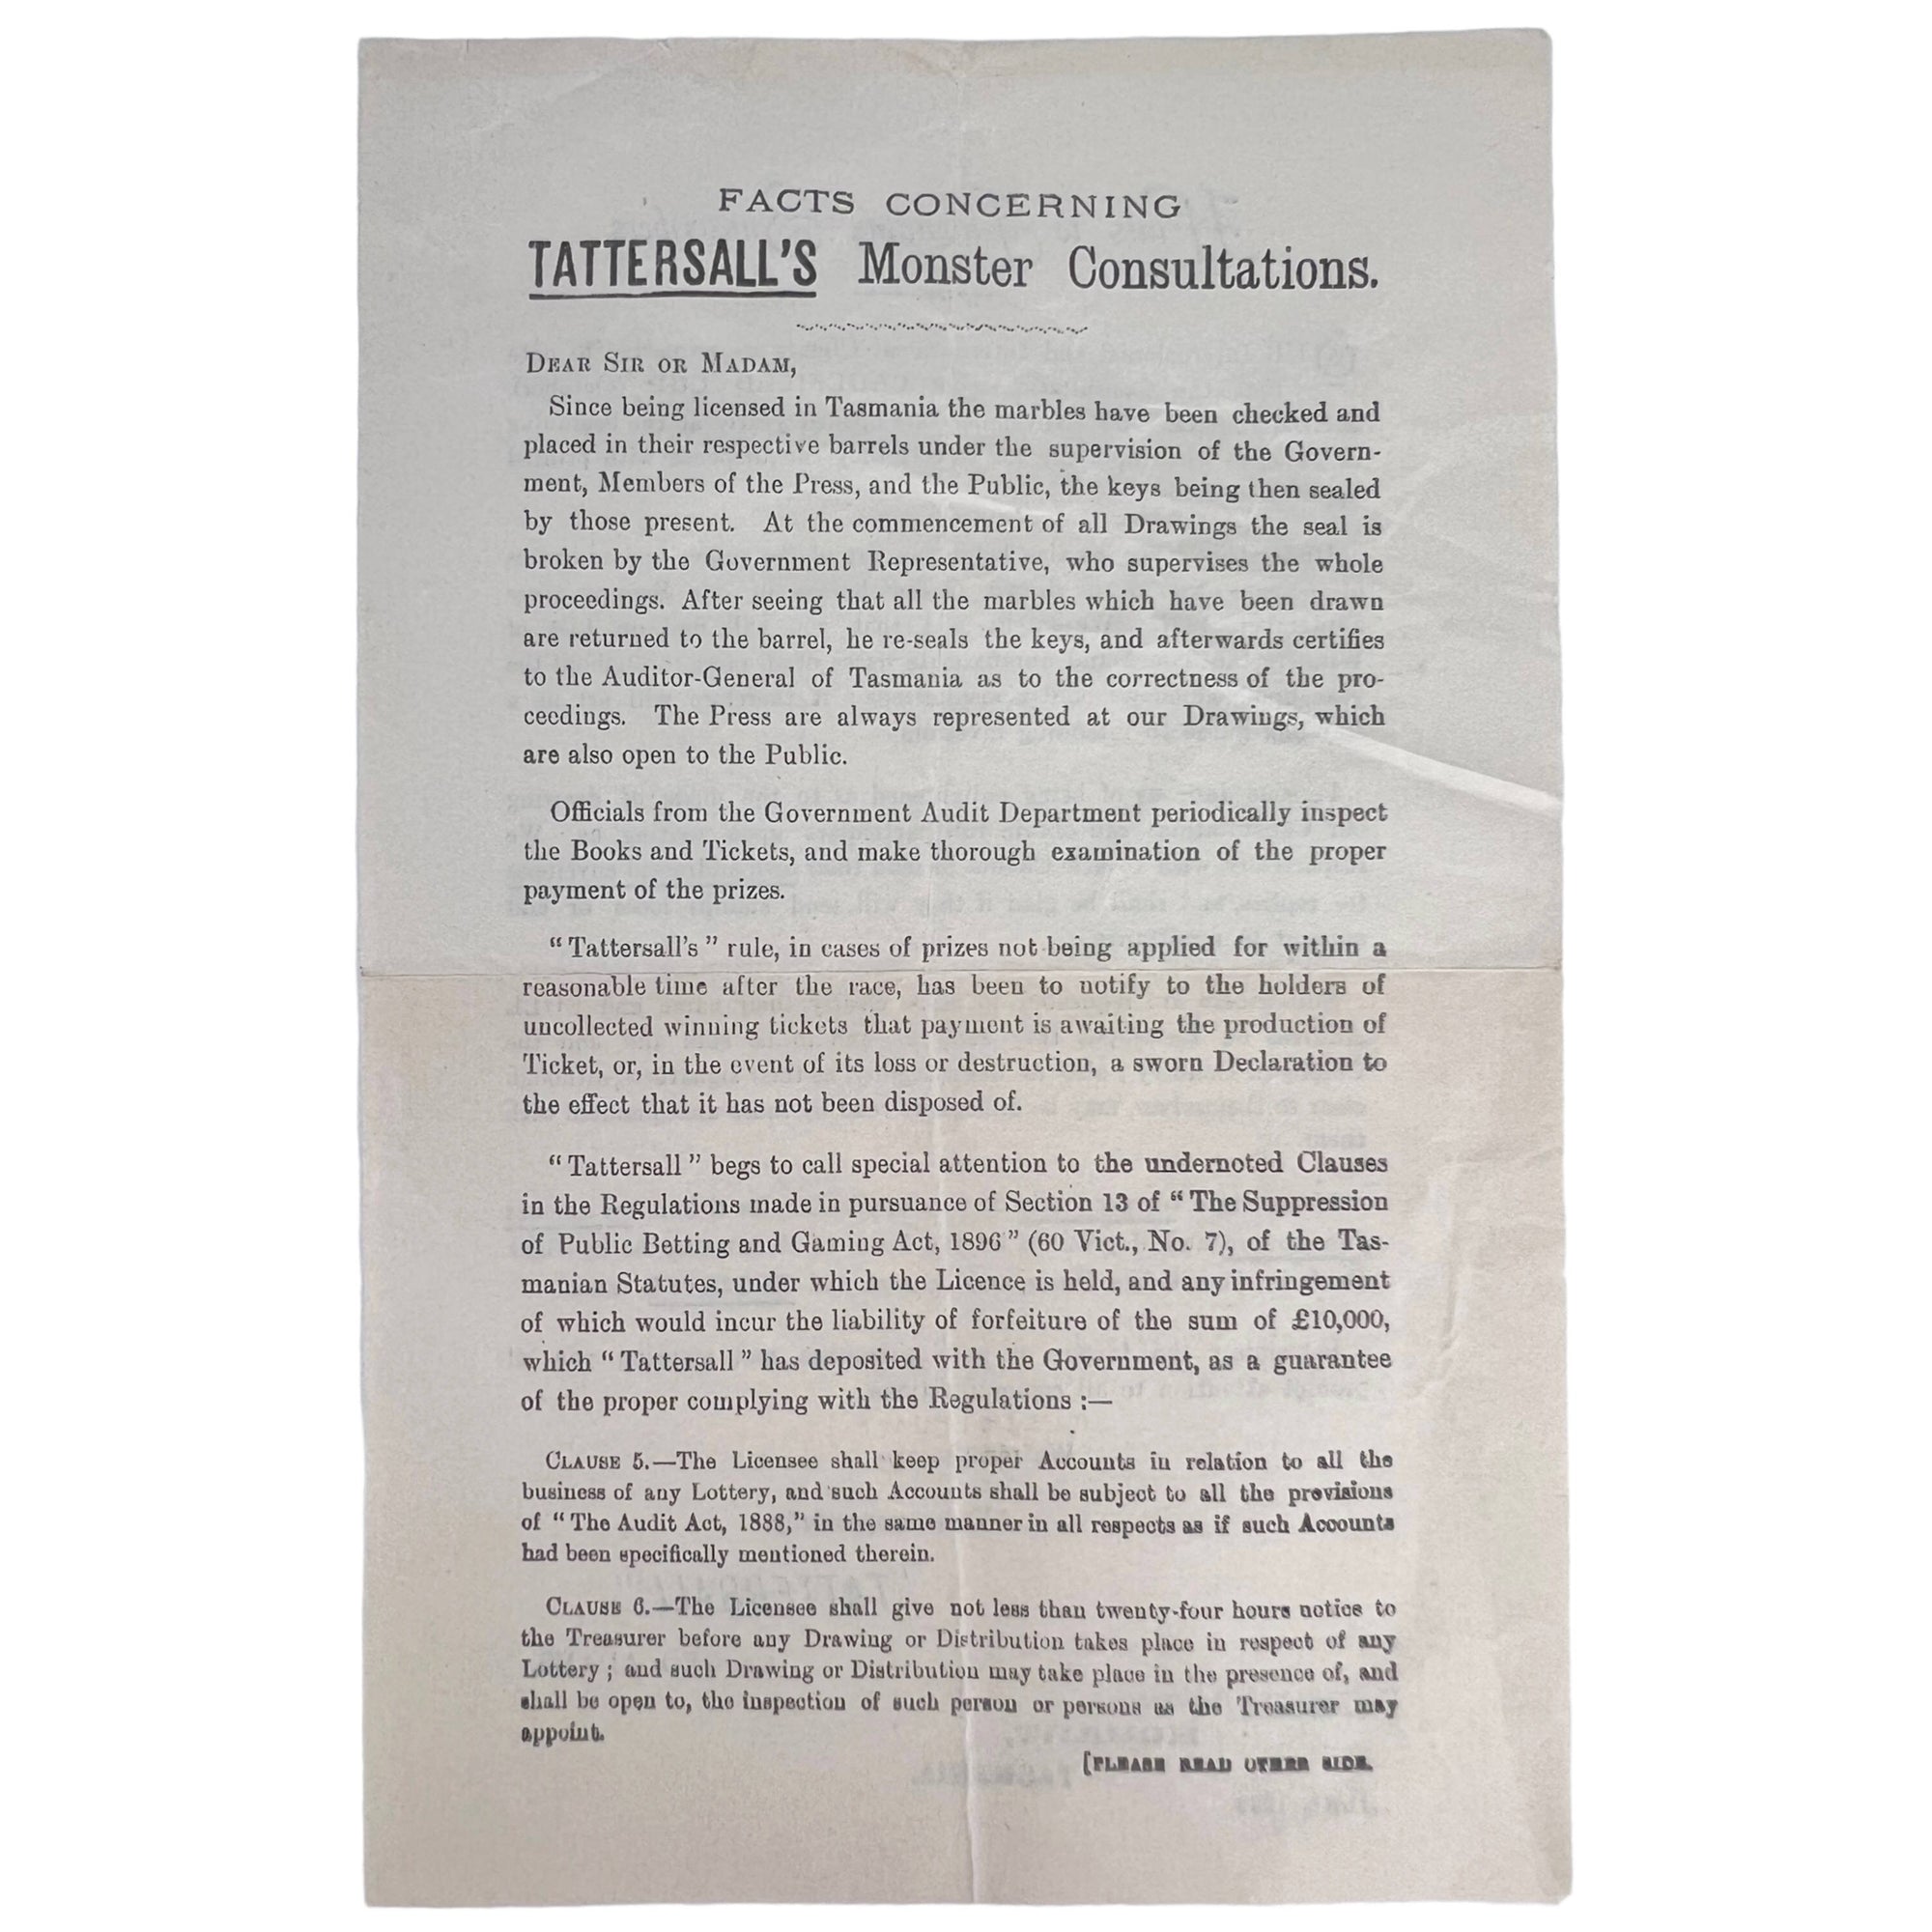 FACTS CONCERNING
TATTERSALL'S Monster Consultations.
DEAR SIR OR MADAM,
Since being licensed in Tasmania the marbles have been checked and
placed in their respective barrels under the supervision of the Govern-
ment, Members of the Press, and the Public, the keys being then sealed
by those present. At the commencement of all Drawings the seal is
broken by the Government Representative, who supervises the whole
proceedings. After seeing that all the marbles which have been drawn
are returned to the barrel, he re-seals the keys, and afterwards certifies
to the Auditor-General of Tasmania as to the correctness of the pro-
ceedings. The Press are always represented at our Drawings, which
are also open to the Public.
Officials from the Government Audit Department periodically inspect
the Books and Tickets, and make thorough examination of the proper
payment of the prizes.
“Tattersall's” rule, in cases of prizes not being applied for within a
reasonable time after the race, has been to notify to the holders of
uncollected winning tickets that payment is awaiting the production of
Ticket, or, in the event of its loss or destruction, a sworn Declaration to
the effect that it has not been disposed of.
“Tattersall” begs to call special attention to the undernoted Clauses
in the Regulations made in pursuance of Section 13 of “The Suppression
of Public Betting and Gaming Act, 1896” (60 Vict., No. 7), of the Tas-
manian Statutes, under which the Licence is held, and any infringement
of which would incur the liability of forfeiture of the sum of £10,000,
which “Tattersall” has deposited with the Government, as a guarantee
of the proper complying with the Regulations :—
CLAUSE 5.—The Licensee shall keep proper Accounts in relation to all the
business of any Lottery, and such Accounts shall be subject to all the provisions
of “The Audit Act, 1888,” in the same manner in all respects as if such Accounts
had been specifically mentioned therein.
CLAUSE 6.—The Licensee shall give not less than twenty-four hours notice to
the Treasurer before any Drawing or Distribution takes place in respect of any
Lottery ; and such Drawing or Distribution may take place in the presence of, and
shall be open to, the inspection of such person or persons as the Treasurer may
appoint.
[PLEASE READ OTHER SIDE.